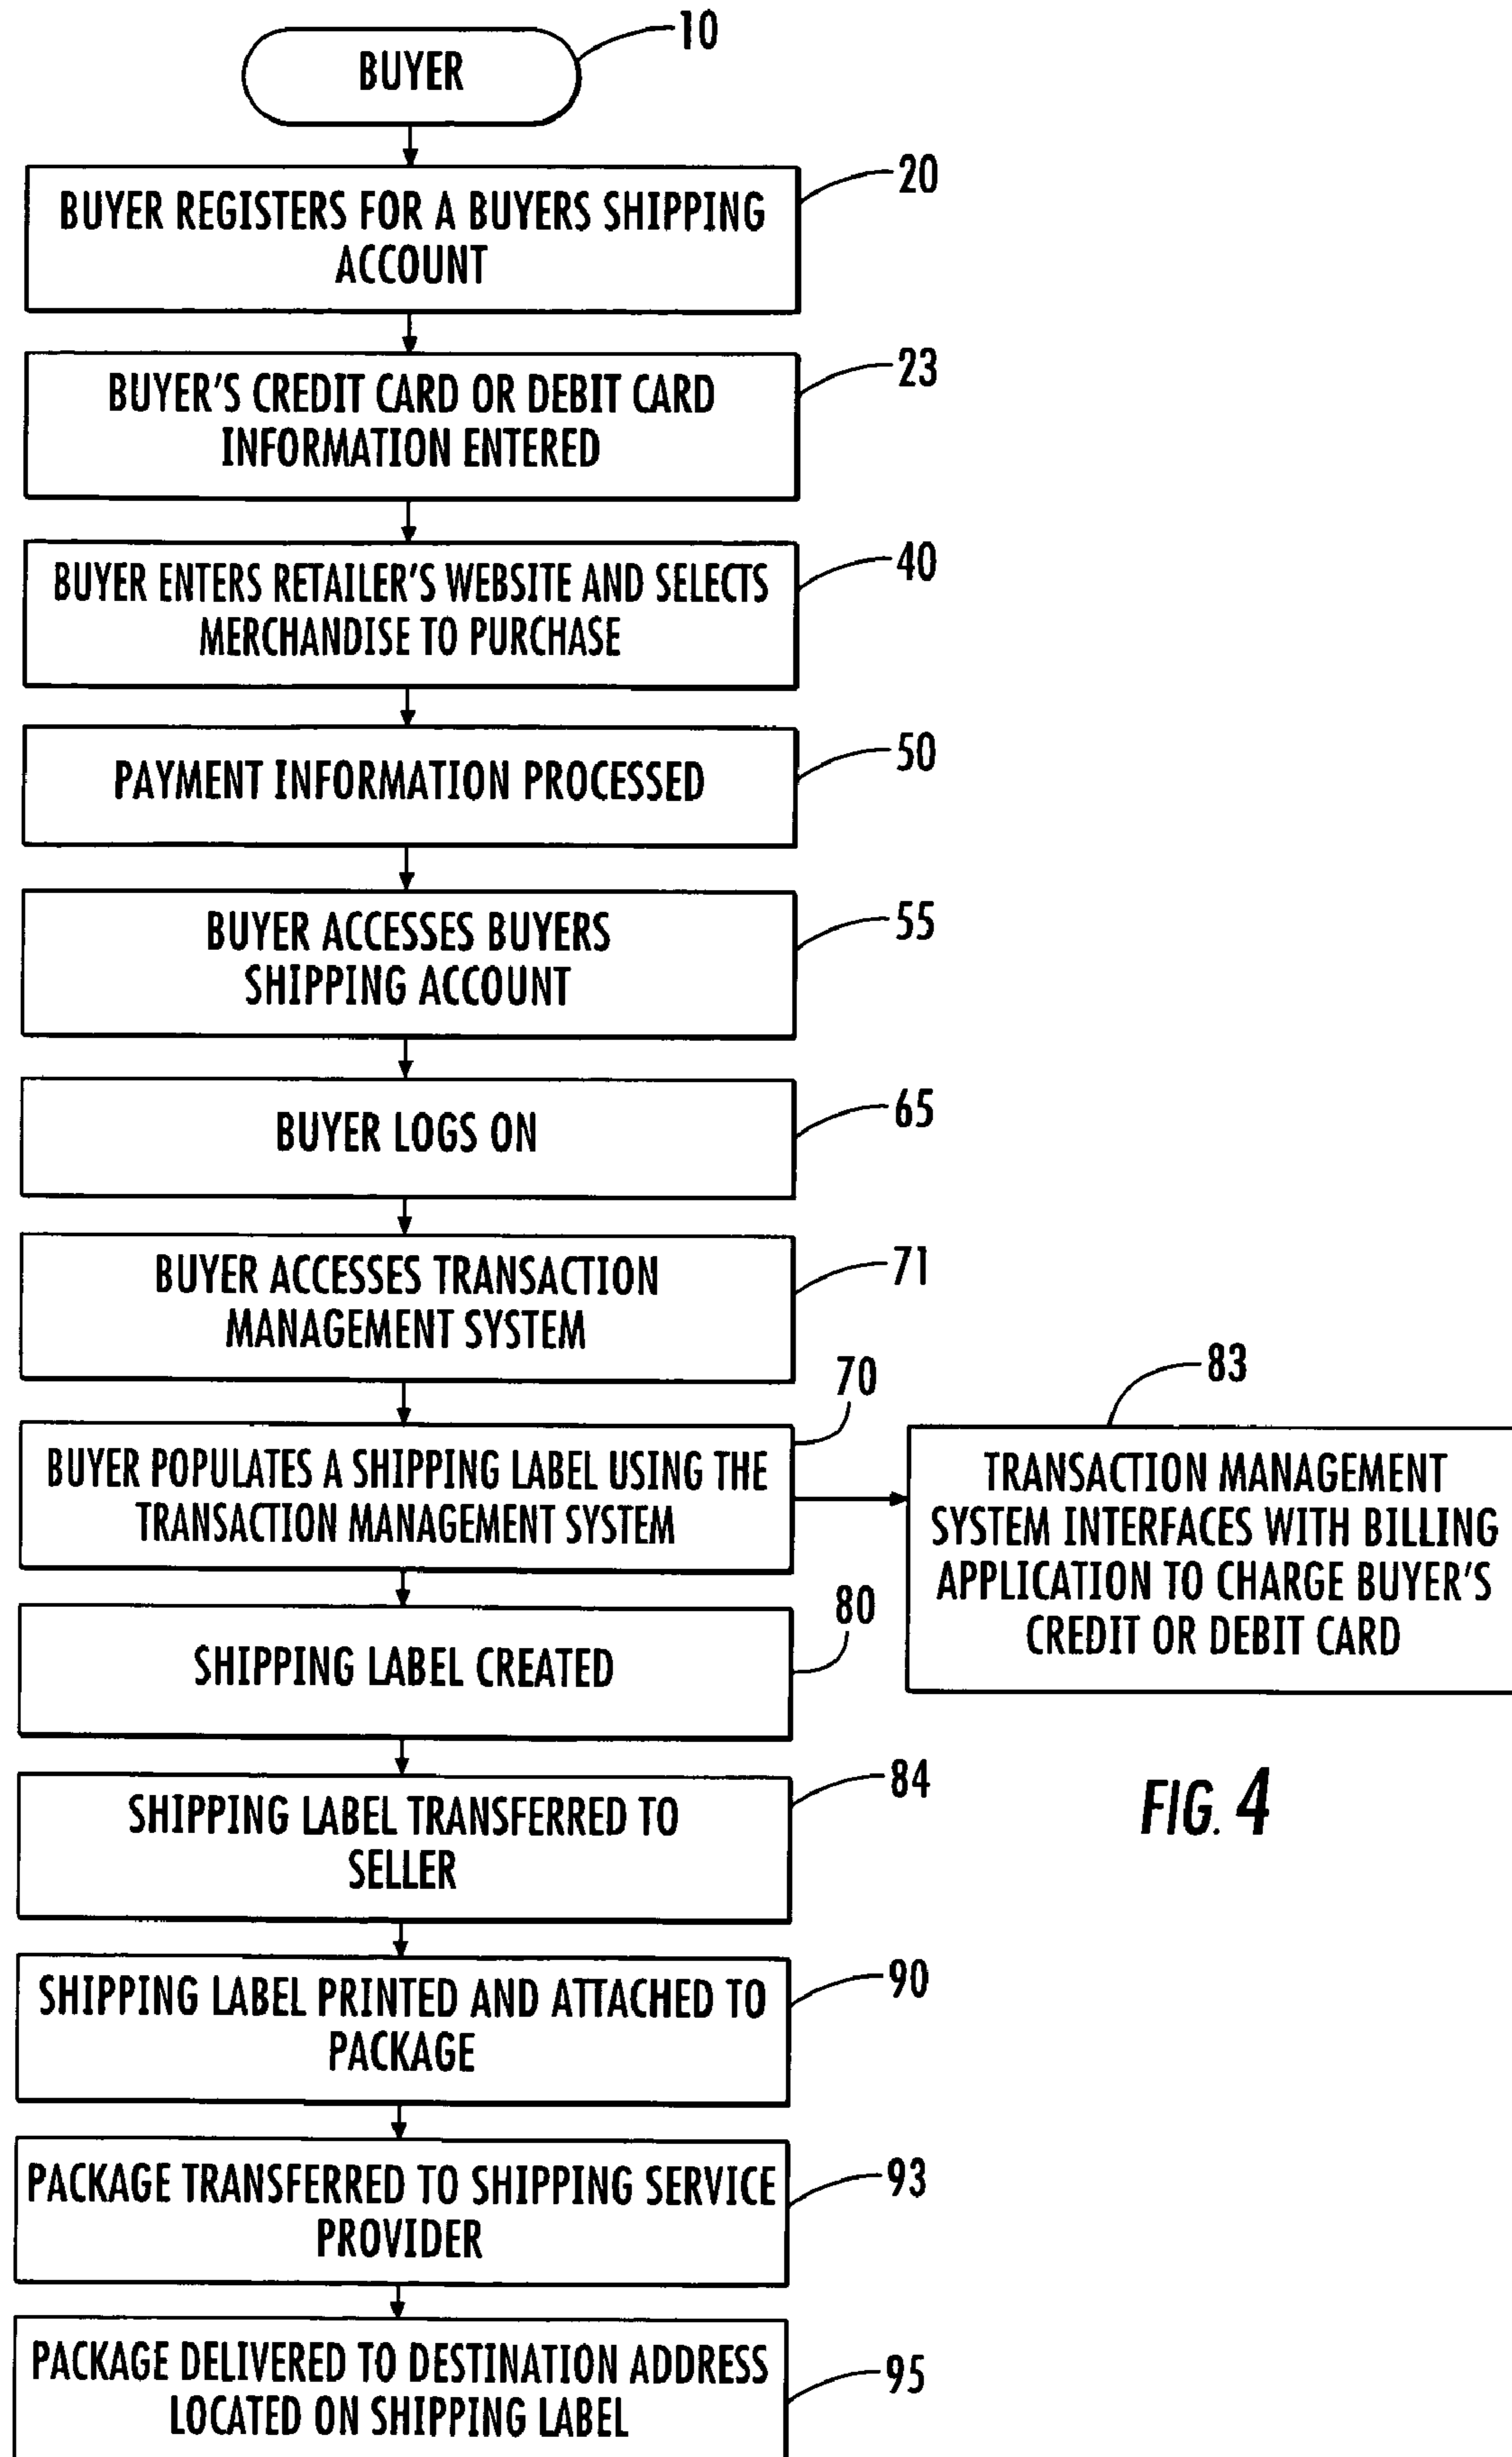 10
BUYER
20
BUYER REGISTERS FOR A BUYERS SHIPPING
ACCOUNT
23
BUYER'S CREDIT CARD OR DEBIT CARD
INFORMATION ENTERED
40
BUYER ENTERS RETAILER'S WEBSITE AND SELECTS
MERCHANDISE TO PURCHASE
50
PAYMENT INFORMATION PROCESSED
55
BUYER ACCESSES BUYERS
SHIPPING ACCOUNT
65
BUYER LOGS ON
71
BUYER ACCESSES TRANSACTION
MANAGEMENT SYSTEM
70
BUYER POPULATES A SHIPPING LABEL USING THE
TRANSACTION MANAGEMENT SYSTEM
83
TRANSACTION MANAGEMENT
SYSTEM INTERFACES WITH BILLING
APPLICATION TO CHARGE BUYER'S
CREDIT OR DEBIT CARD
80
SHIPPING LABEL CREATED
84
SHIPPING LABEL TRANSFERRED TO
SELLER
FIG. 4
90
SHIPPING LABEL PRINTED AND ATTACHED TO
PACKAGE
93
PACKAGE TRANSFERRED TO SHIPPING SERVICE
PROVIDER
95
PACKAGE DELIVERED TO DESTINATION ADDRESS
LOCATED ON SHIPPING LABEL